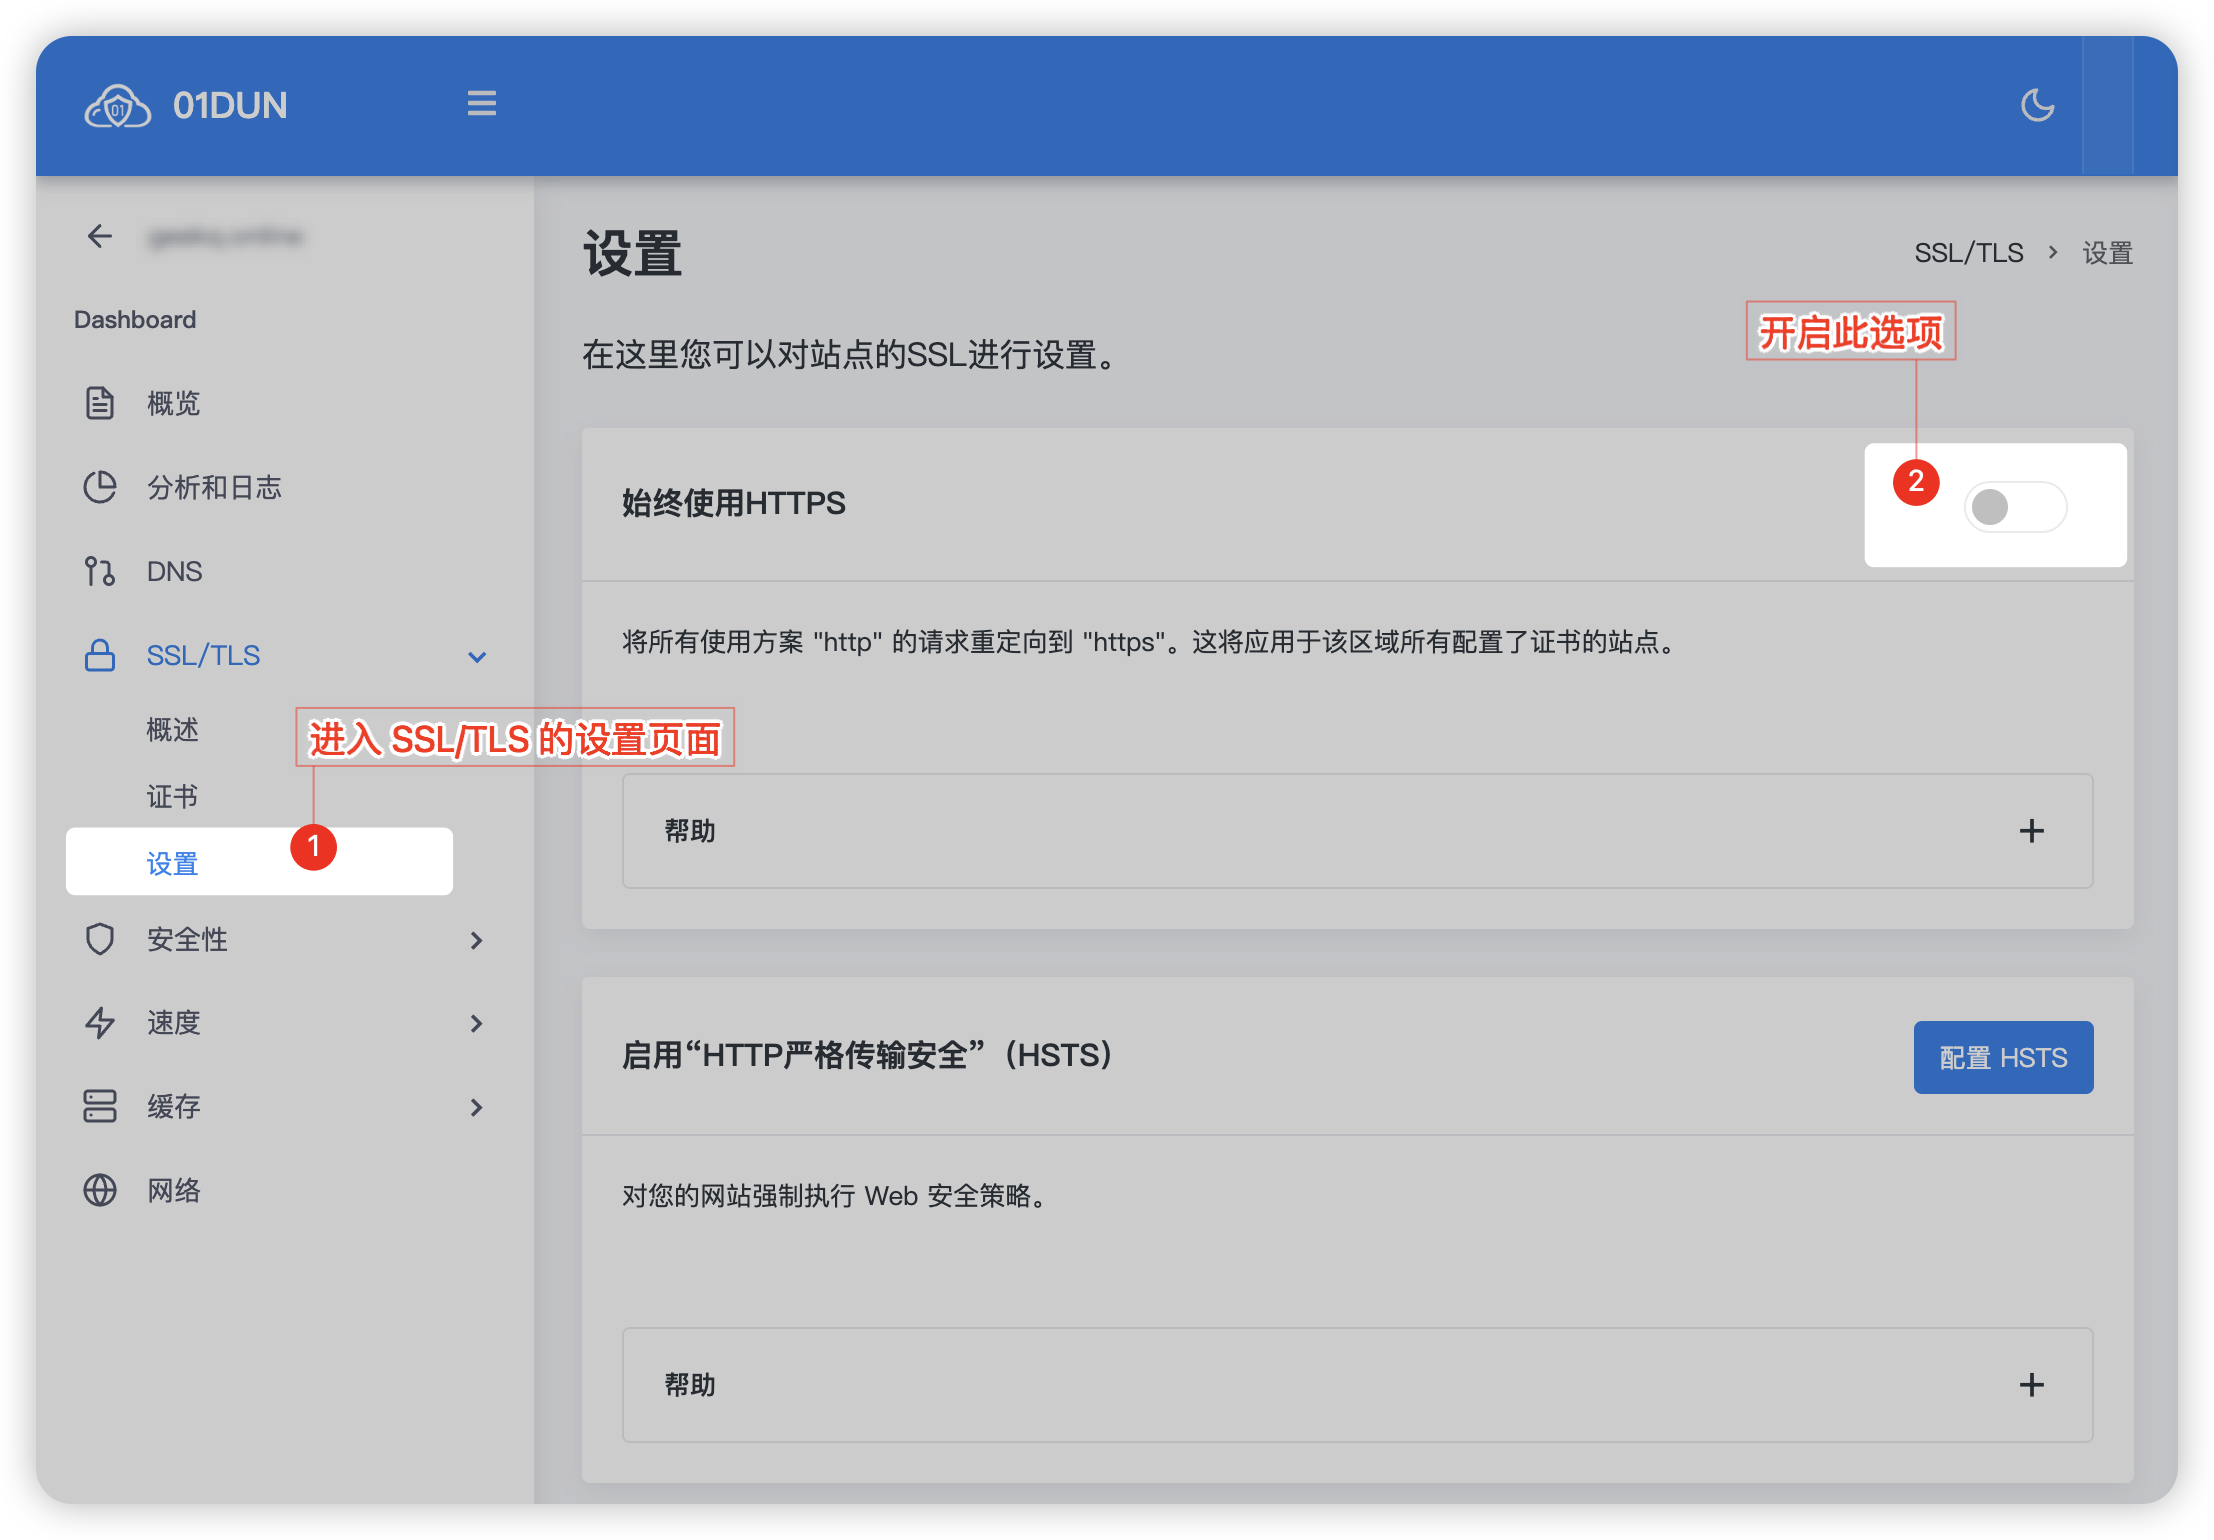 01
01DUN
Dashboard
概览
分析和日志
DNS
SSL/TLS
概述
证书
设置
安全性
速度
缓存
网络
进入 SSL/TLS 的设置页面
1
设置
SSL/TLS > 设置
在这里您可以对站点的SSL进行设置。
开启此选项
2
始终使用HTTPS
将所有使用方案 "http" 的请求重定向到 "https"。这将应用于该区域所有配置了证书的站点。
帮助
启用“HTTP严格传输安全”（HSTS）
配置 HSTS
对您的网站强制执行 Web 安全策略。
帮助